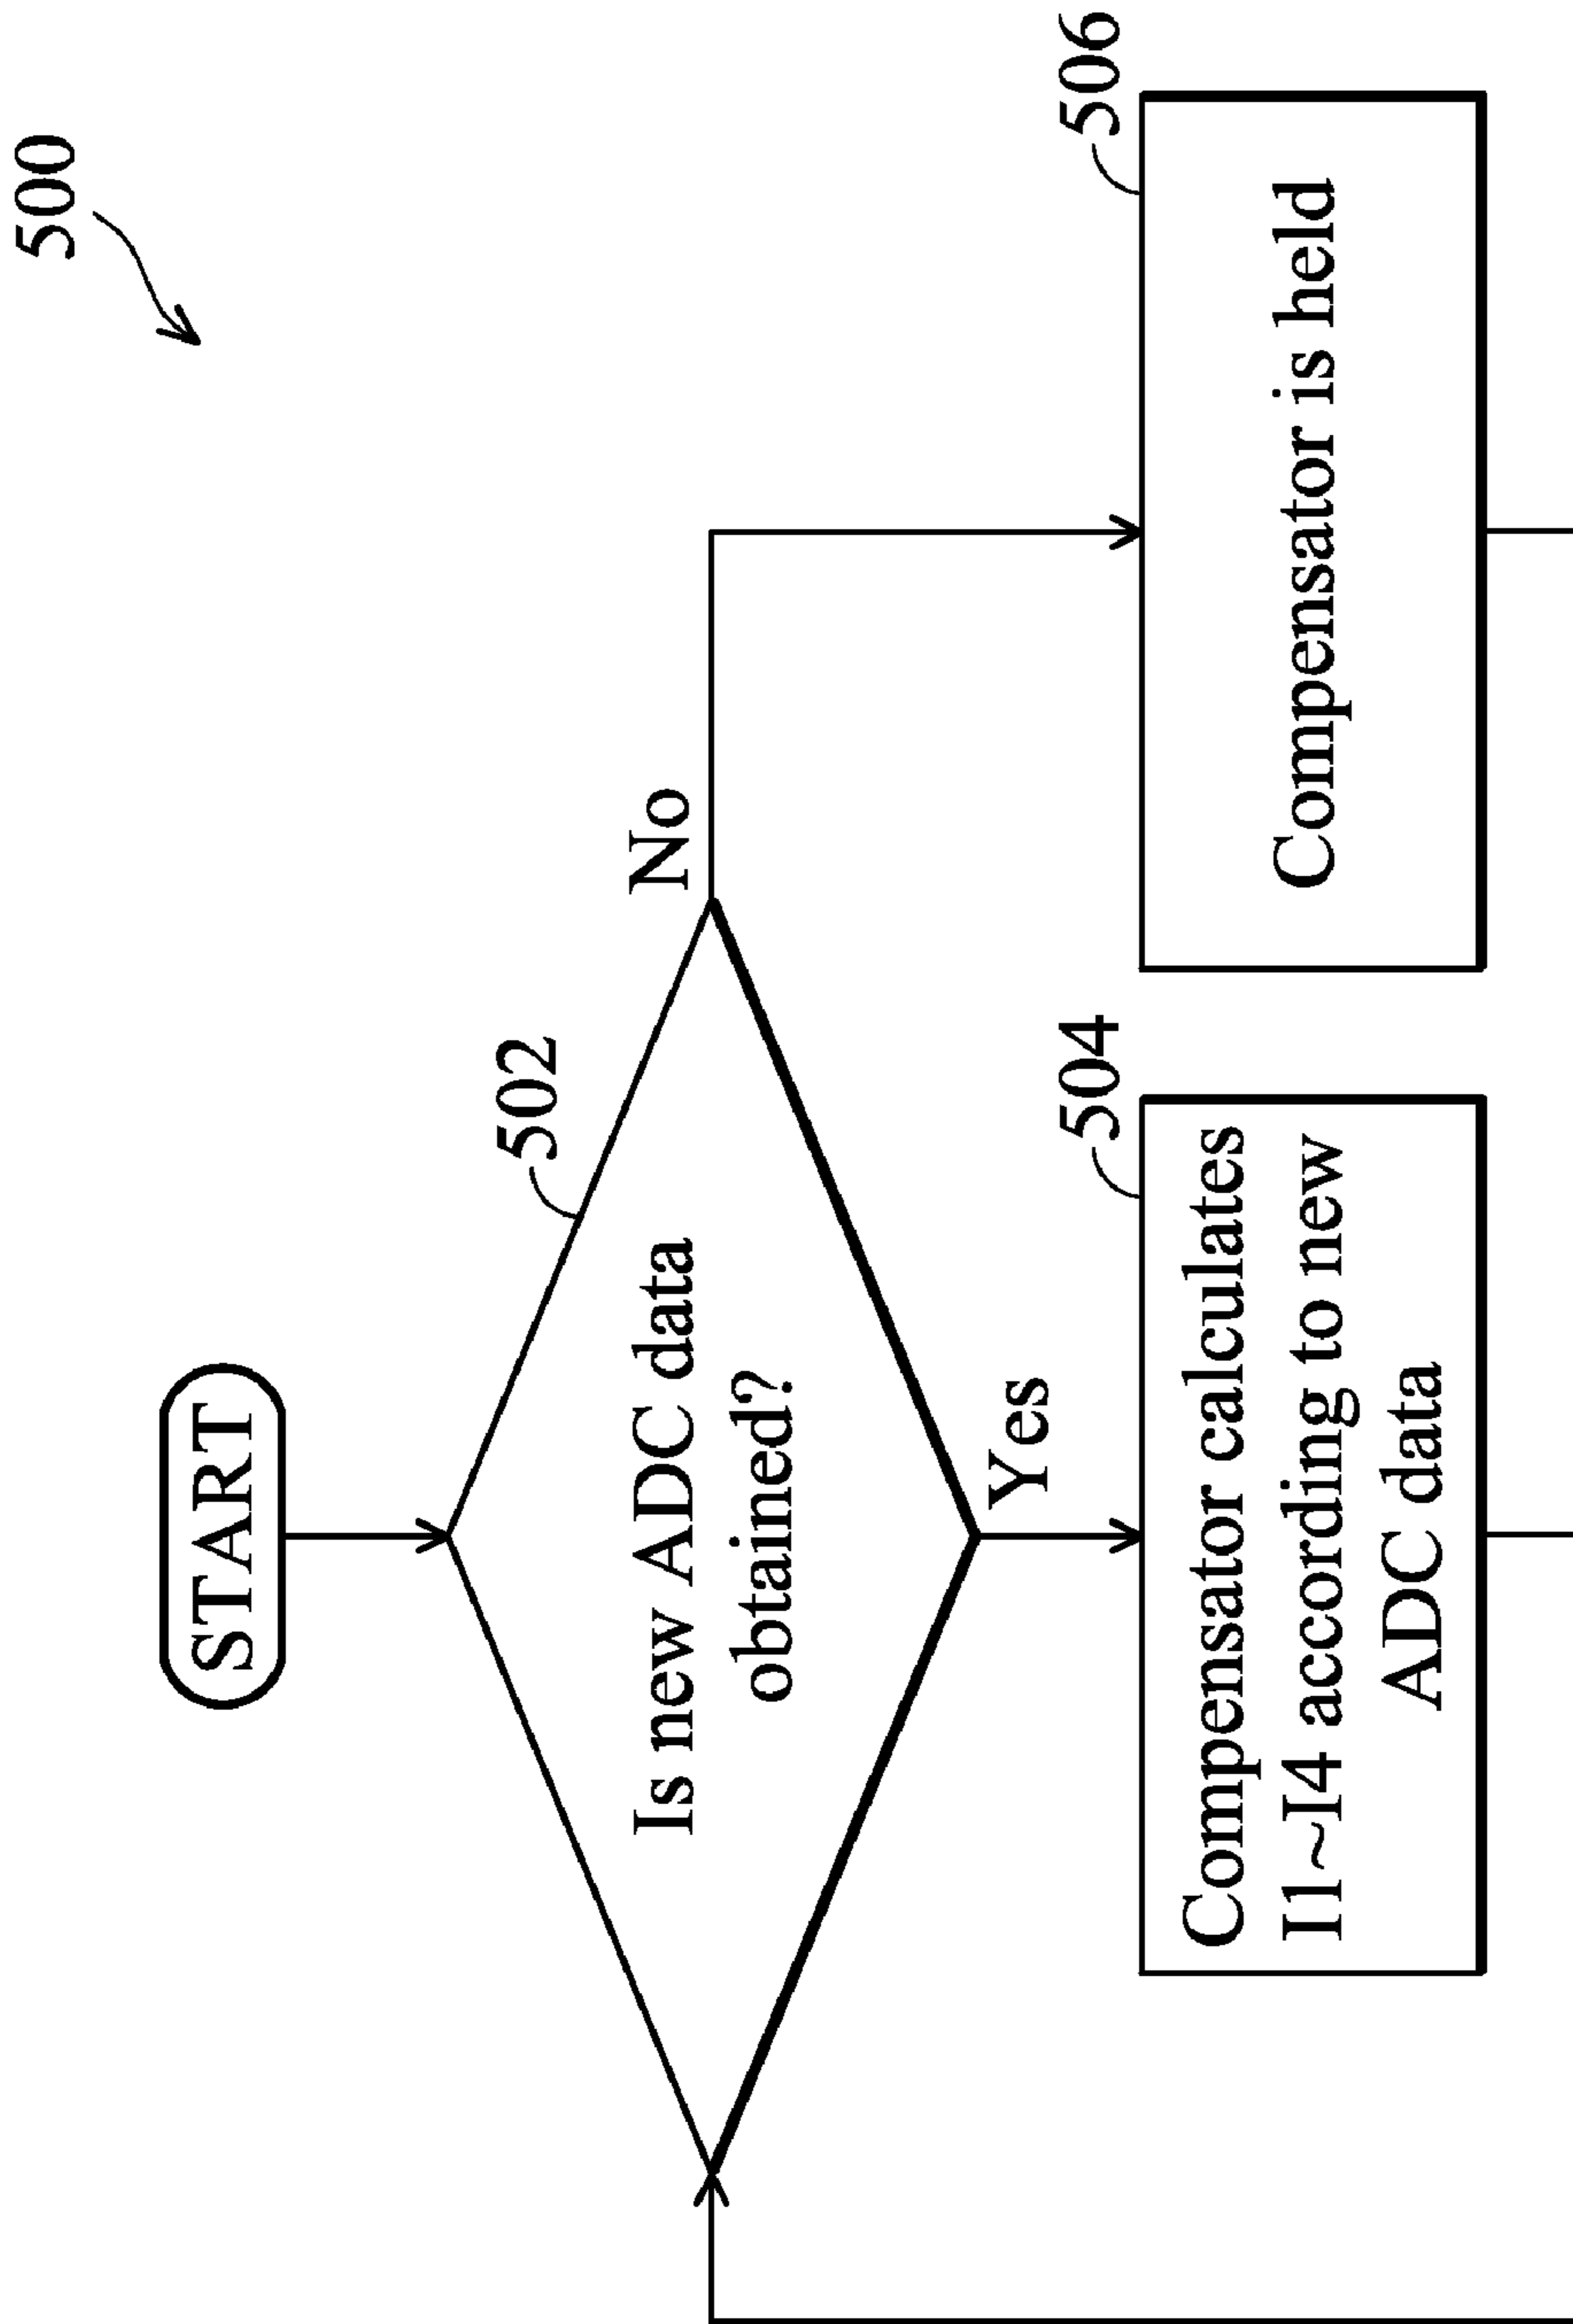 500
START
502
Is new ADC data
obtained?
No
Yes
504
Compensator calculates
I1~I4 according to new
ADC data
506
Compensator is held